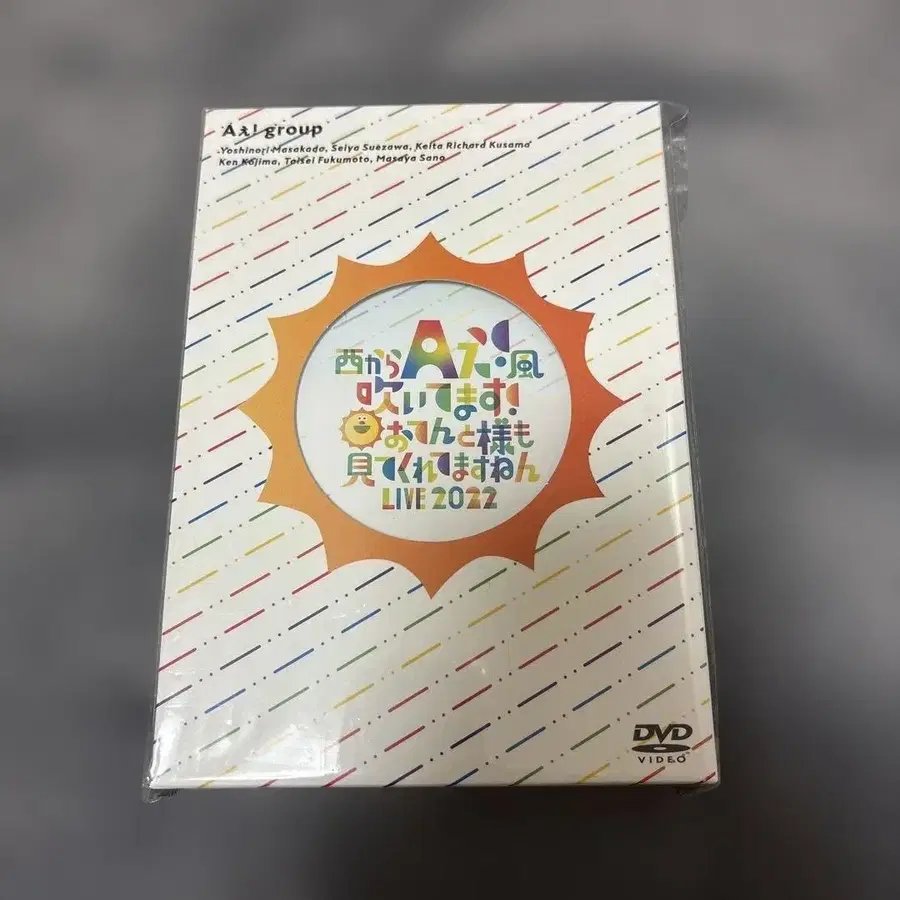 Aぇ! group
Yoshinori Masakado, Seiya Suezawa, Keita Richard Kusama
Ken Kojima, Taisei Fukumoto, Masaya Sano
西からAぇ!風
吹いてます!
おてんと様も
見てくれてますねん
LIVE 2022
DVD
VIDEO